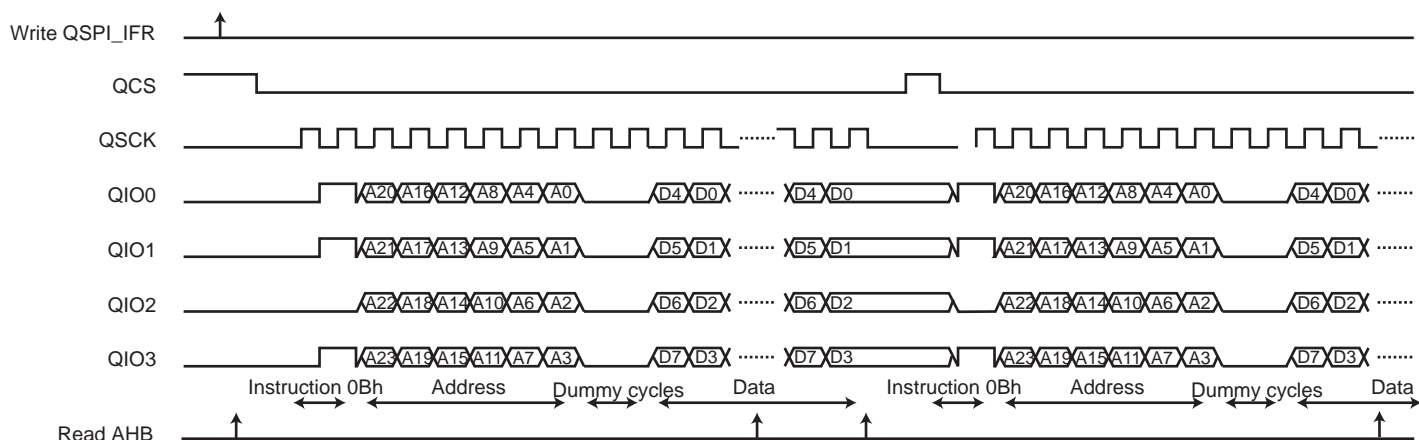 Write QSPI_IFR
QCS
QSCK
QIO0 A20 A16 A12 A8 A4 A0 D4 D0 D4 D0 A20 A16 A12 A8 A4 A0 D4 D0
QIO1 A21 A17 A13 A9 A5 A1 D5 D1 D5 D1 A21 A17 A13 A9 A5 A1 D5 D1
QIO2 A22 A18 A14 A10 A6 A2 D6 D2 D6 D2 A22 A18 A14 A10 A6 A2 D6 D2
QIO3 A23 A19 A15 A11 A7 A3 D7 D3 D7 D3 A23 A19 A15 A11 A7 A3 D7 D3
Instruction 0Bh Address Dummy cycles Data Instruction 0Bh Address Dummy cycles Data
Read AHB